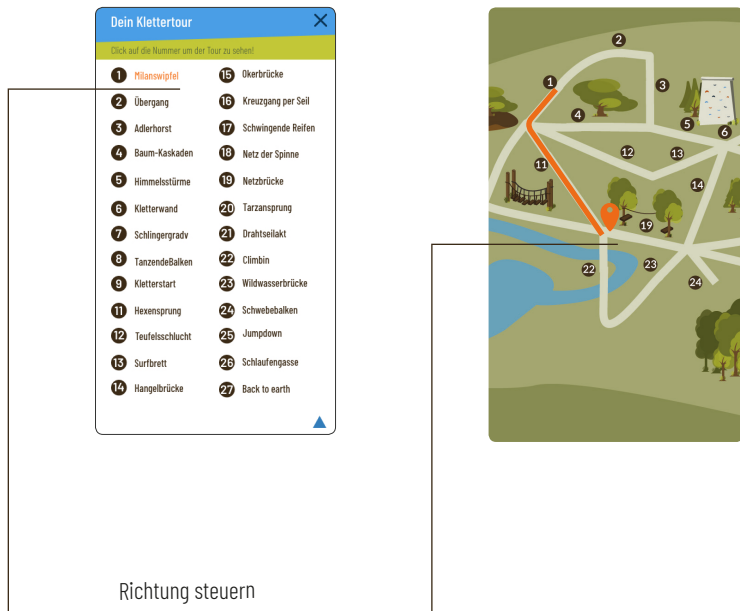 Dein Klettertour
Click auf die Nummer um der Tour zu sehen!
1 Milanswipfel
2 Übergang
3 Adlerhorst
4 Baum-Kaskaden
5 Himmelsstürme
6 Kletterwand
7 Schlingergradv
8 TanzendeBalken
9 Kletterstart
11 Hexensprung
12 Teufelsschlucht
13 Surfbrett
14 Hangelbrücke
15 Okerbrücke
16 Kreuzgang per Seil
17 Schwingende Reifen
18 Netz der Spinne
19 Netzbrücke
20 Tarzansprung
21 Drahtseilakt
22 Climbin
23 Wildwasserbrücke
24 Schwebebalken
25 Jumpdown
26 Schlaufengasse
27 Back to earth
2
1
3
4
5
6
12
13
11
14
19
23
22
24
Richtung steuern